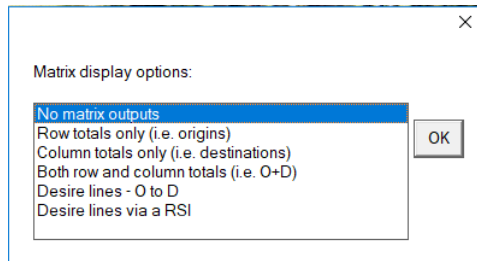 Matrix display options:
No matrix outputs
Row totals only (i.e. origins)
Column totals only (i.e. destinations)
Both row and column totals (i.e. O+D)
Desire lines - O to D
Desire lines via a RSI
OK